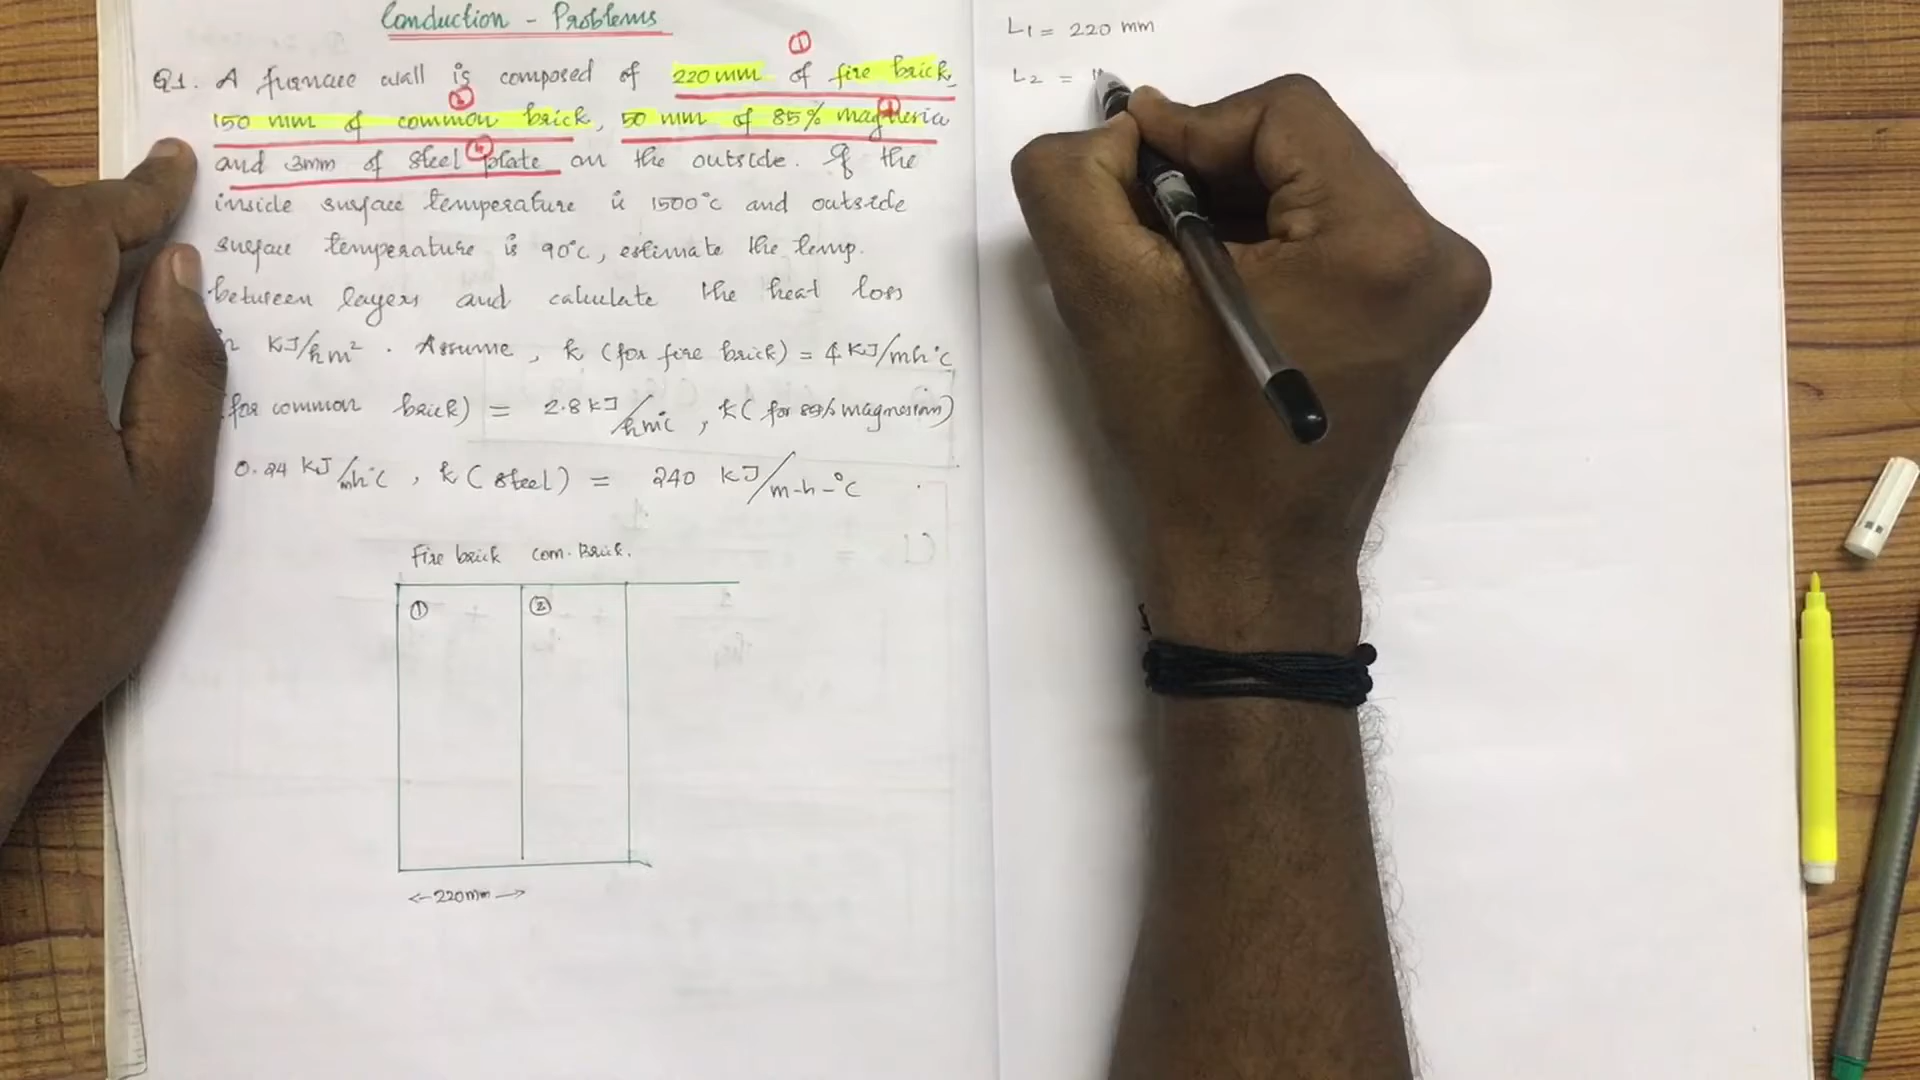 Conduction - Problems
Q1. A furnace wall is composed of 220mm of fire brick,
150 mm of common brick, 50 mm of 85% magnesia
and 3mm of steel plate on the outside. If the
inside surface temperature is 1500°C and outside
surface temperature is 90°C, estimate the temp.
between layers and calculate the heat loss
KJ/hm². Assume, k (for fire brick) = 4 KJ/mh°C
(for common brick) = 2.8 KJ/hm°C, k( for 85% magnesian)
0.24 KJ/mh°C, k (steel) = 240 KJ/m-h-°C
Fire brick com. Brick.
① ②
<-220mm->
L1 = 220 mm
L2 =